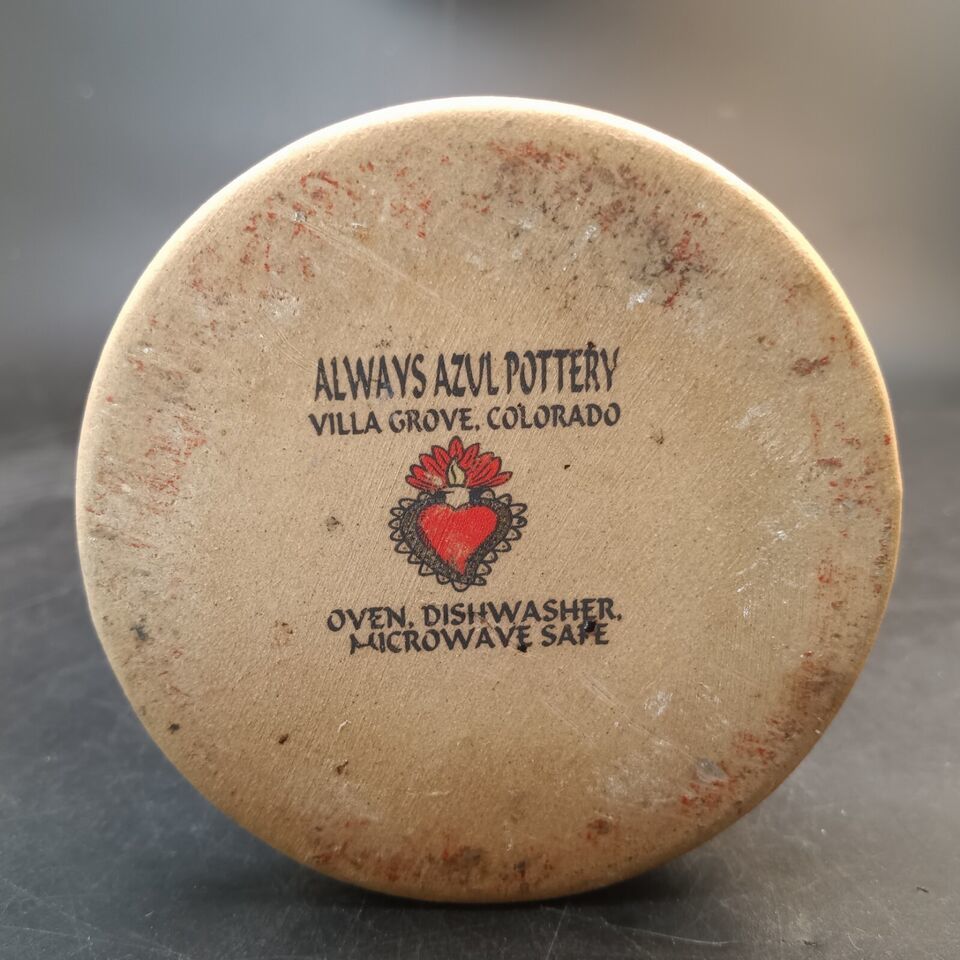 ALWAYS AZUL POTTERY
VILLA GROVE, COLORADO
OVEN, DISHWASHER,
MICROWAVE SAFE